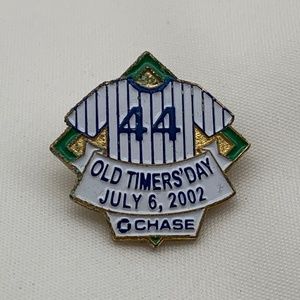 44
OLD TIMERS' DAY
JULY 6, 2002
CHASE